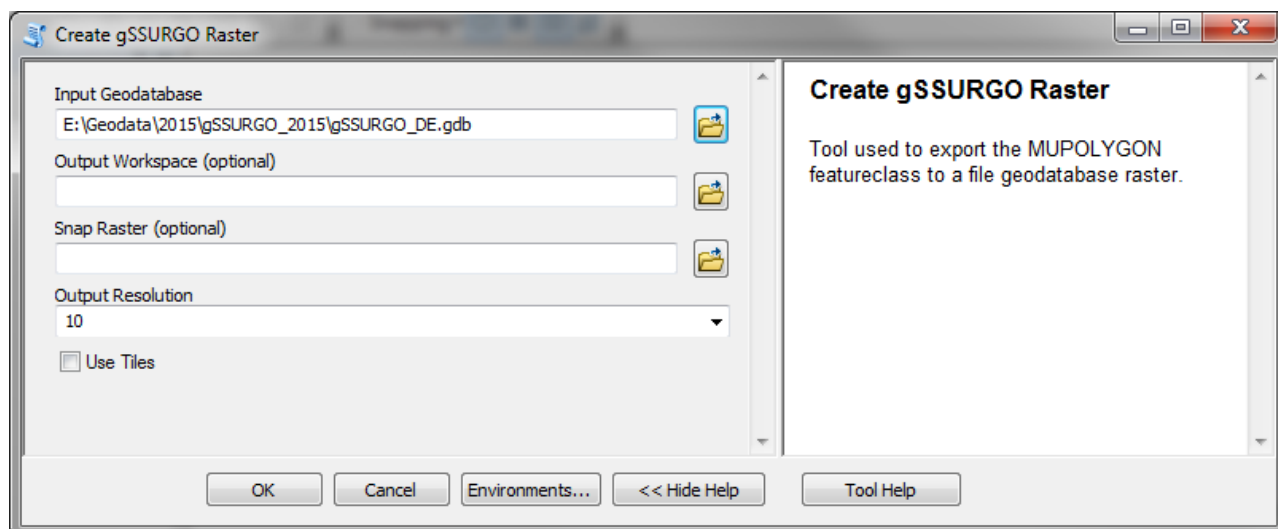 Create gSSURGO Raster
Input Geodatabase
E:\Geodata\2015\gSSURGO_2015\gSSURGO_DE.gdb
Output Workspace (optional)
Snap Raster (optional)
Output Resolution
10
Use Tiles
OK
Cancel
Environments...
<< Hide Help
Create gSSURGO Raster
Tool used to export the MUPOLYGON
featureclass to a file geodatabase raster.
Tool Help